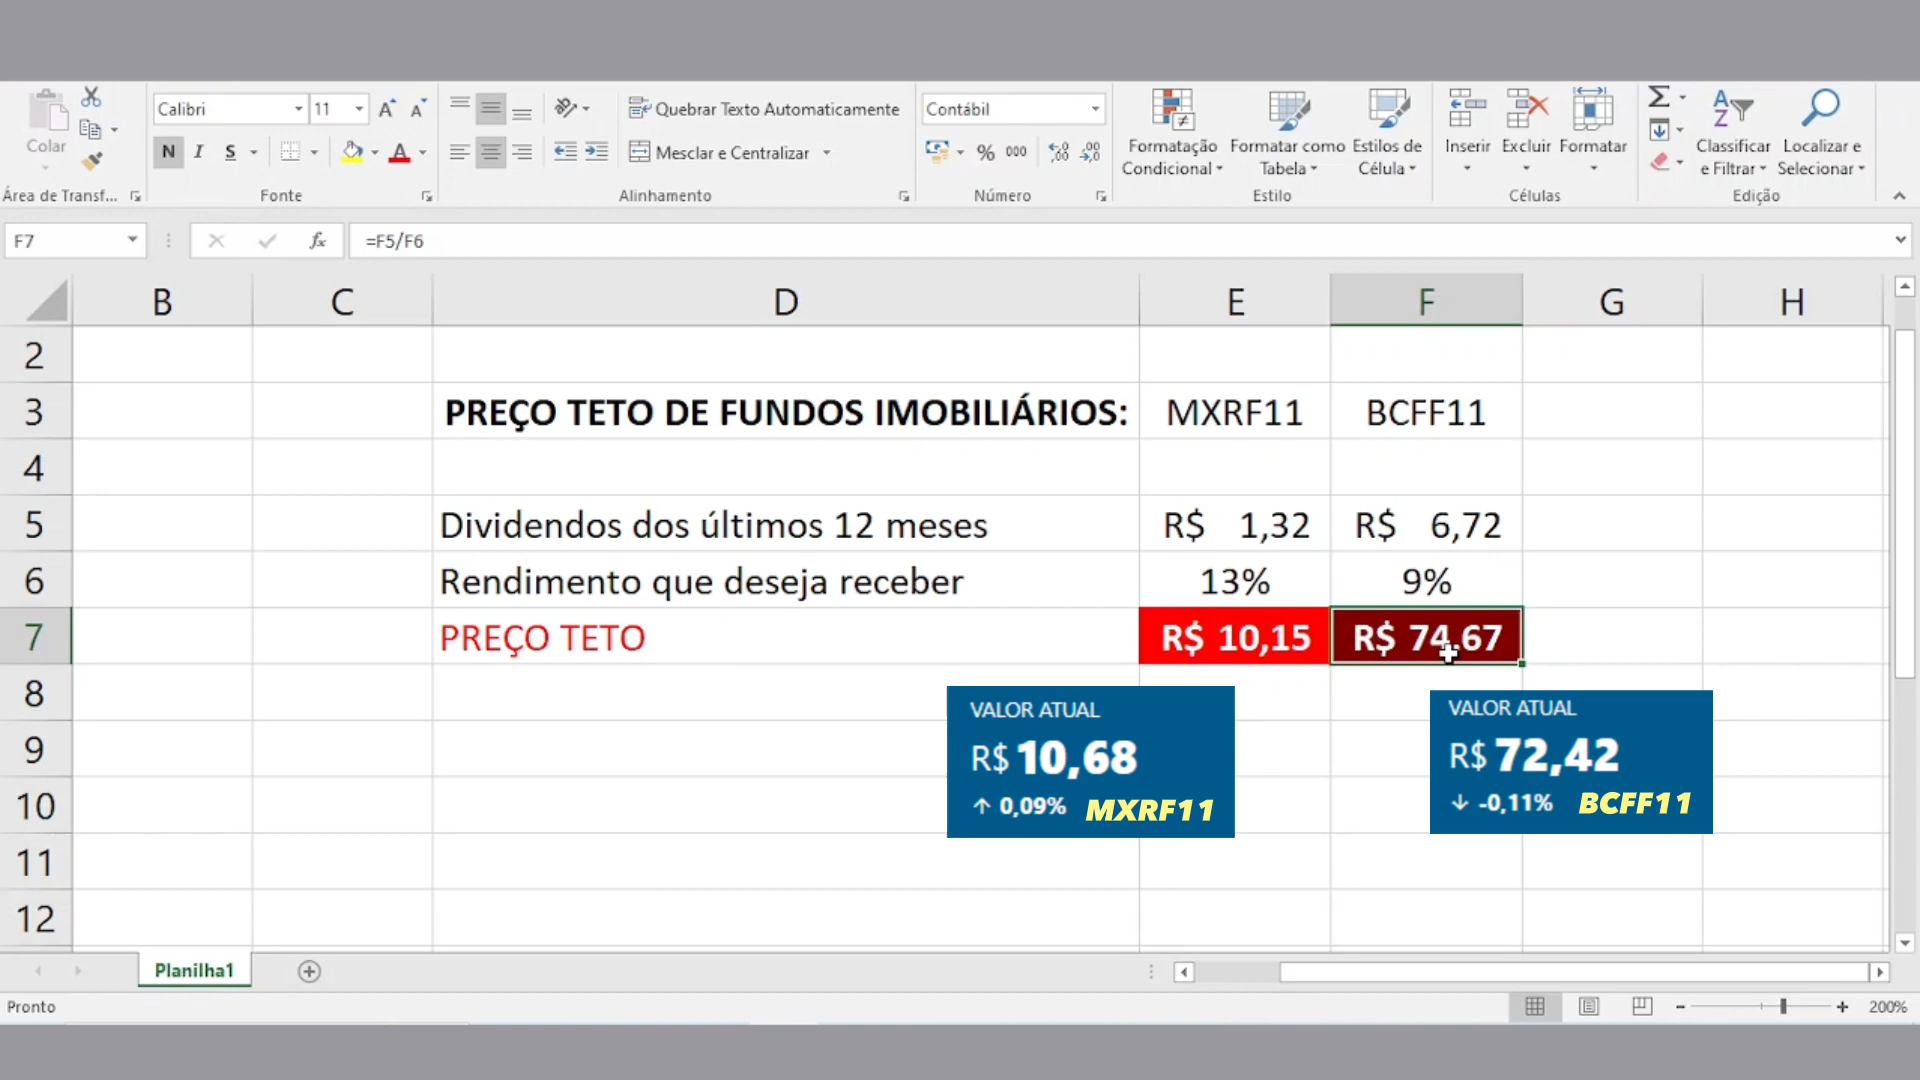 Colar
Área de Transf...
Calibri
11
N I S
Fonte
Quebrar Texto Automaticamente
Mesclar e Centralizar
Alinhamento
Contábil
% 000
Número
Formatação Condicional
Formatar como Tabela
Estilos de Célula
Estilo
Inserir
Excluir
Formatar
Células
Classificar e Filtrar
Localizar e Selecionar
Edição
F7
fx
=F5/F6
B C D E F G H
2
3 PREÇO TETO DE FUNDOS IMOBILIÁRIOS: MXRF11 BCFF11
4
5 Dividendos dos últimos 12 meses R$ 1,32 R$ 6,72
6 Rendimento que deseja receber 13% 9%
7 PREÇO TETO R$ 10,15 R$ 74,67
8
9
10
11
12
VALOR ATUAL
R$ 10,68
↑ 0,09% MXRF11
VALOR ATUAL
R$ 72,42
↓ -0,11% BCFF11
Planilha1
Pronto
200%